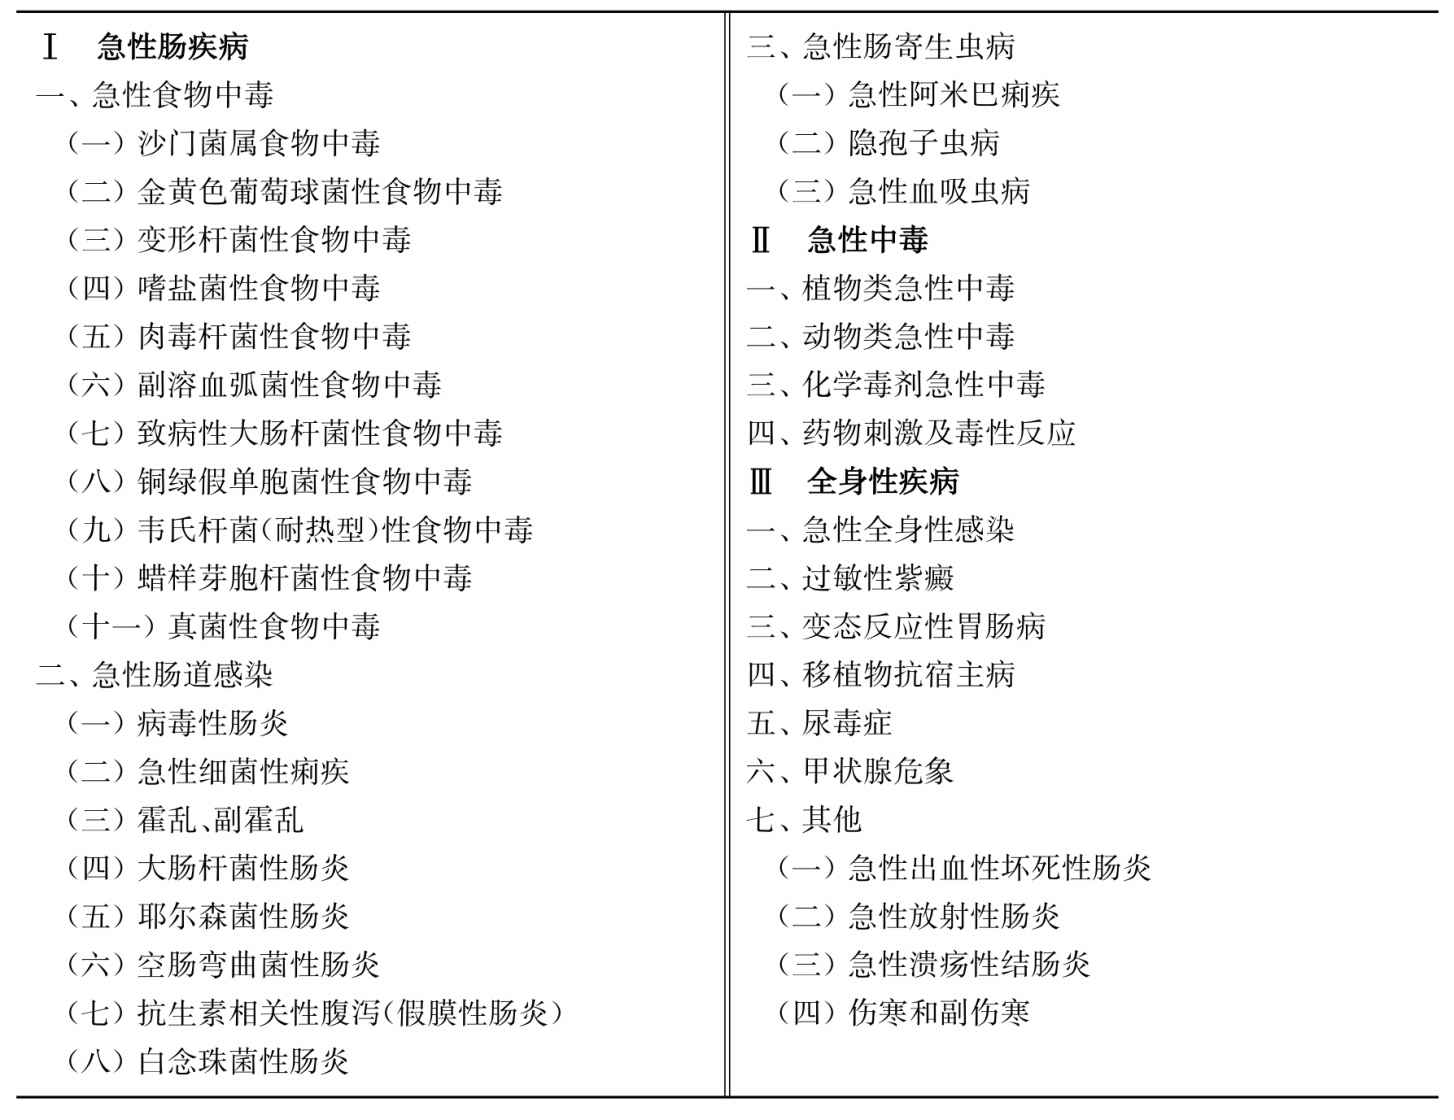 Ⅰ 急性肠疾病
一、急性食物中毒
（一）沙门菌属食物中毒
（二）金黄色葡萄球菌性食物中毒
（三）变形杆菌性食物中毒
（四）嗜盐菌性食物中毒
（五）肉毒杆菌性食物中毒
（六）副溶血弧菌性食物中毒
（七）致病性大肠杆菌性食物中毒
（八）铜绿假单胞菌性食物中毒
（九）韦氏杆菌（耐热型）性食物中毒
（十）蜡样芽胞杆菌性食物中毒
（十一）真菌性食物中毒
二、急性肠道感染
（一）病毒性肠炎
（二）急性细菌性痢疾
（三）霍乱、副霍乱
（四）大肠杆菌性肠炎
（五）耶尔森菌性肠炎
（六）空肠弯曲菌性肠炎
（七）抗生素相关性腹泻（假膜性肠炎）
（八）白念珠菌性肠炎
三、急性肠寄生虫病
（一）急性阿米巴痢疾
（二）隐孢子虫病
（三）急性血吸虫病
Ⅱ 急性中毒
一、植物类急性中毒
二、动物类急性中毒
三、化学毒剂急性中毒
四、药物刺激及毒性反应
Ⅲ 全身性疾病
一、急性全身性感染
二、过敏性紫癜
三、变态反应性胃肠病
四、移植物抗宿主病
五、尿毒症
六、甲状腺危象
七、其他
（一）急性出血性坏死性肠炎
（二）急性放射性肠炎
（三）急性溃疡性结肠炎
（四）伤寒和副伤寒